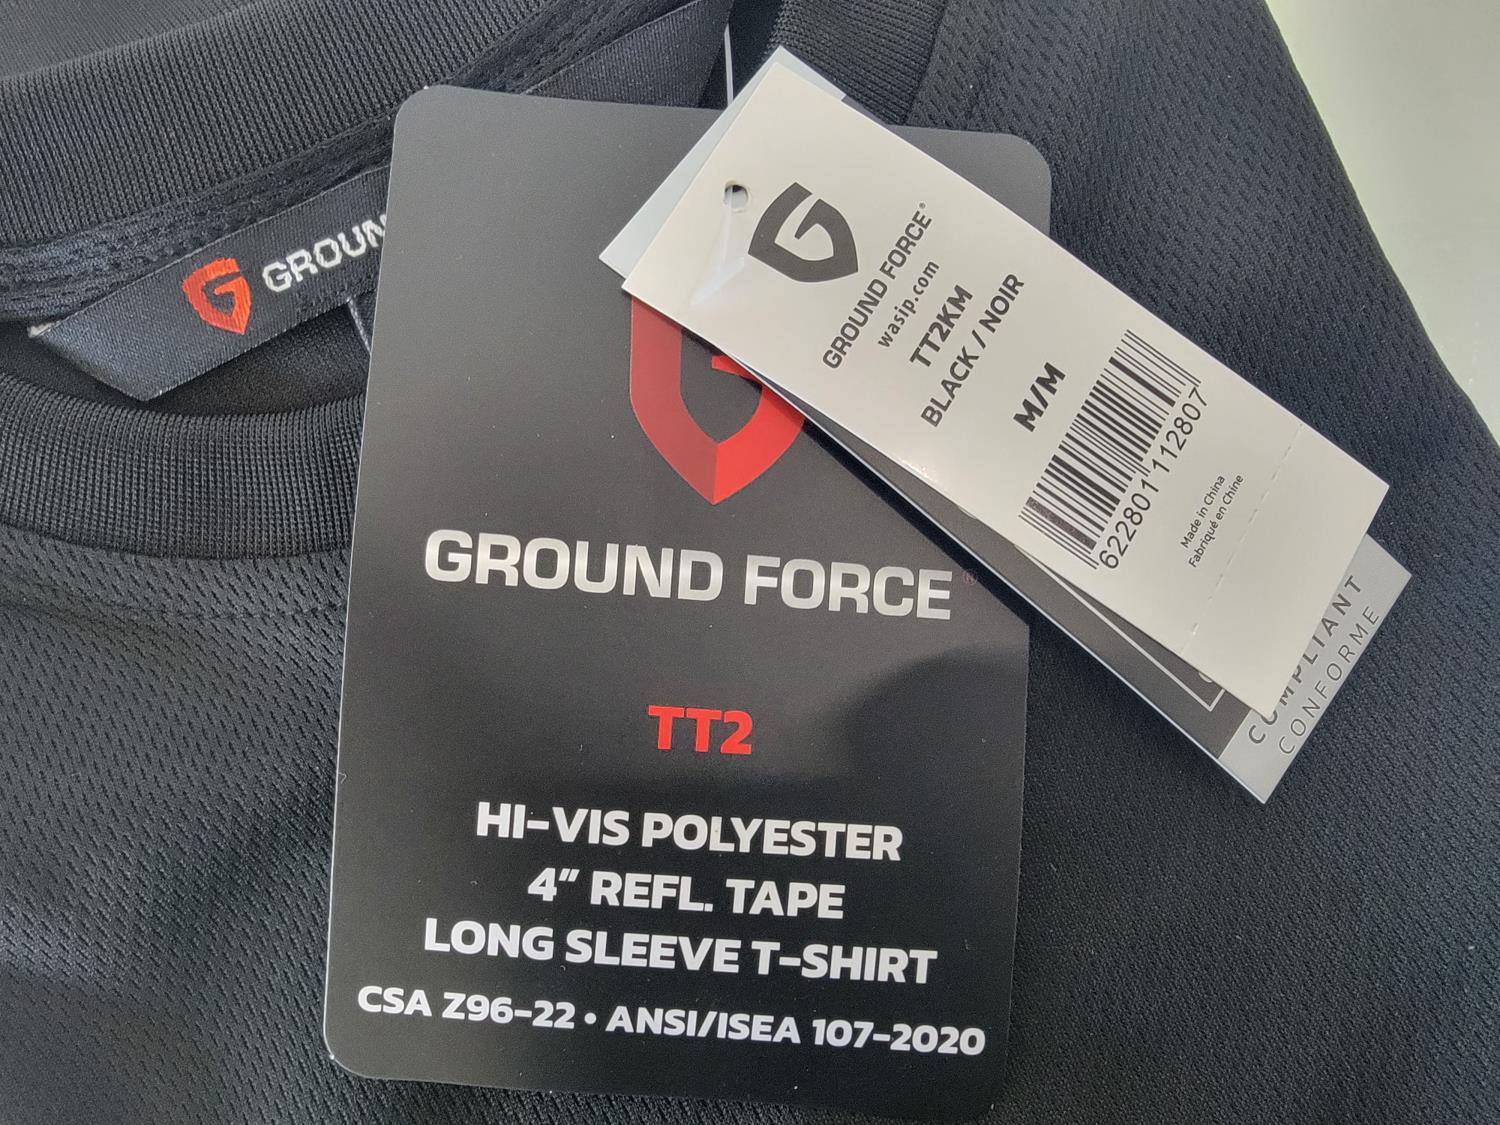 GROUN
GROUND FORCE®
TT2
HI-VIS POLYESTER
4” REFL. TAPE
LONG SLEEVE T-SHIRT
CSA Z96-22 • ANSI/ISEA 107-2020
GROUND FORCE®
wasip.com
TT2KM
BLACK / NOIR
M/M
622801112807
Made in China
Fabriqué en Chine
COMPLIANT
CONFORME